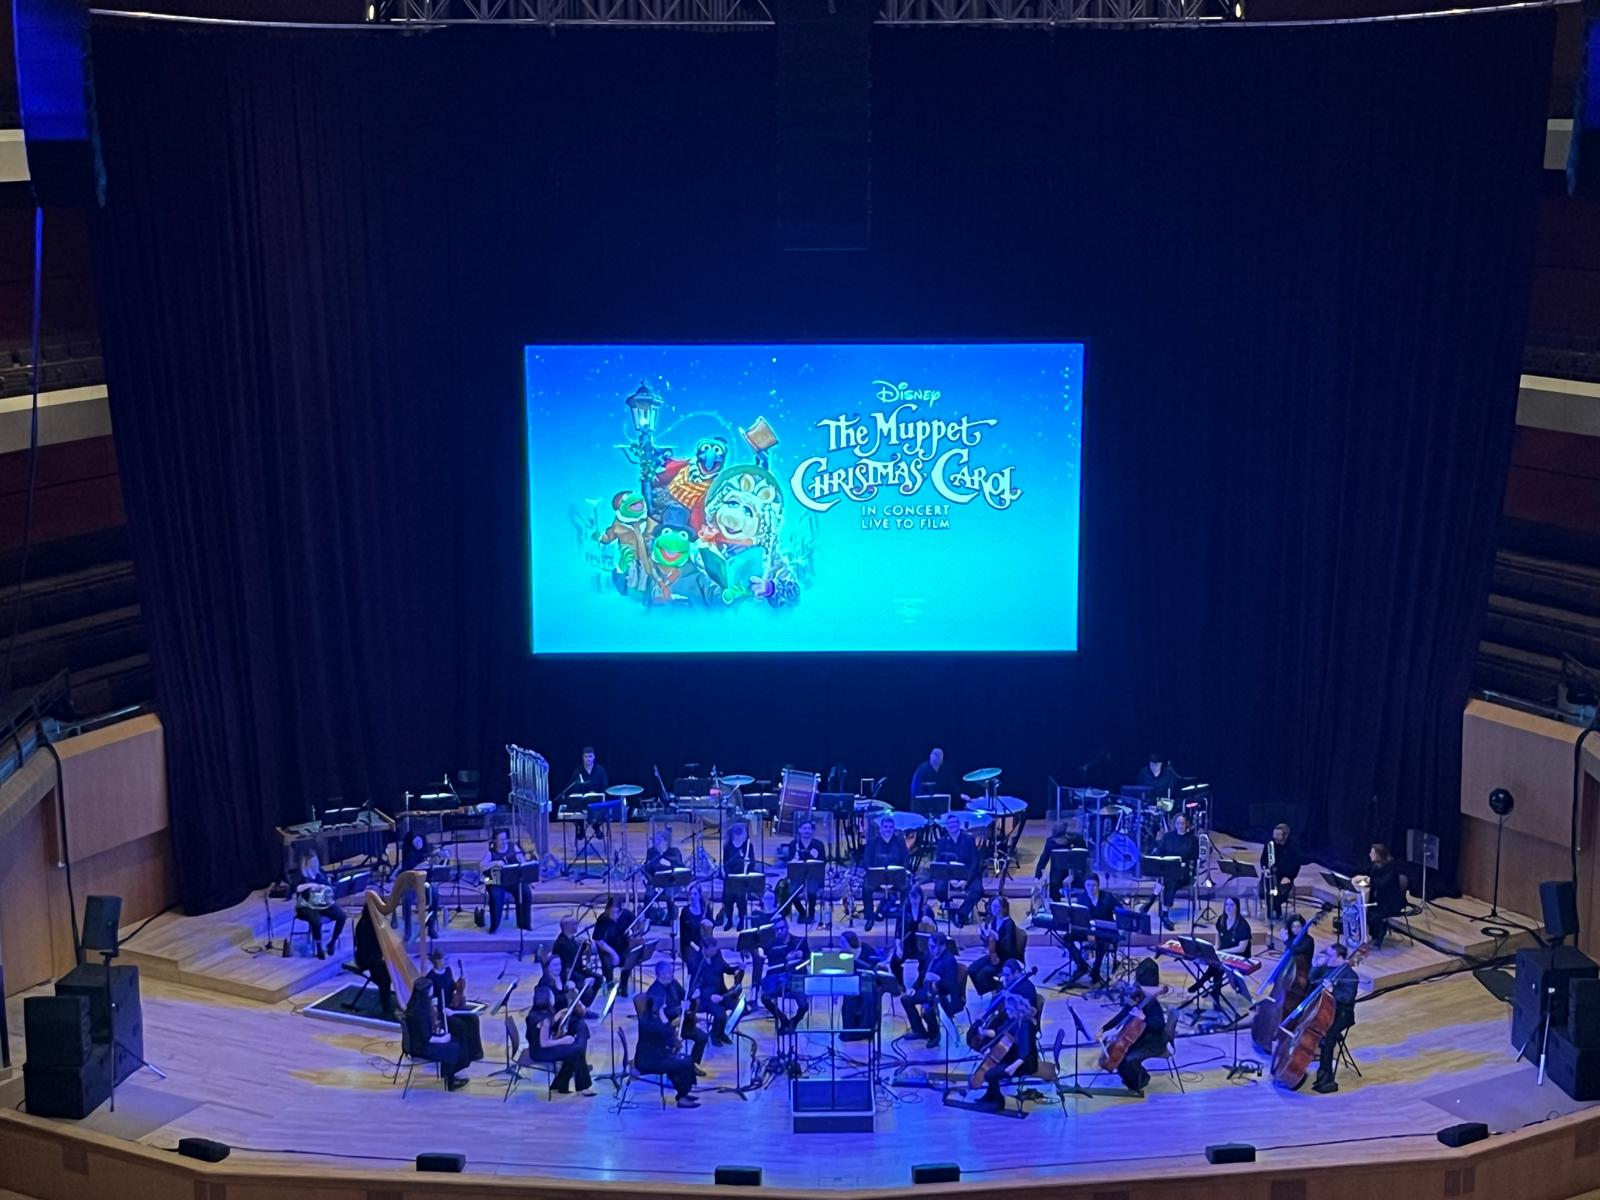 Disney
The Muppet
Christmas Carol
IN CONCERT
LIVE TO FILM